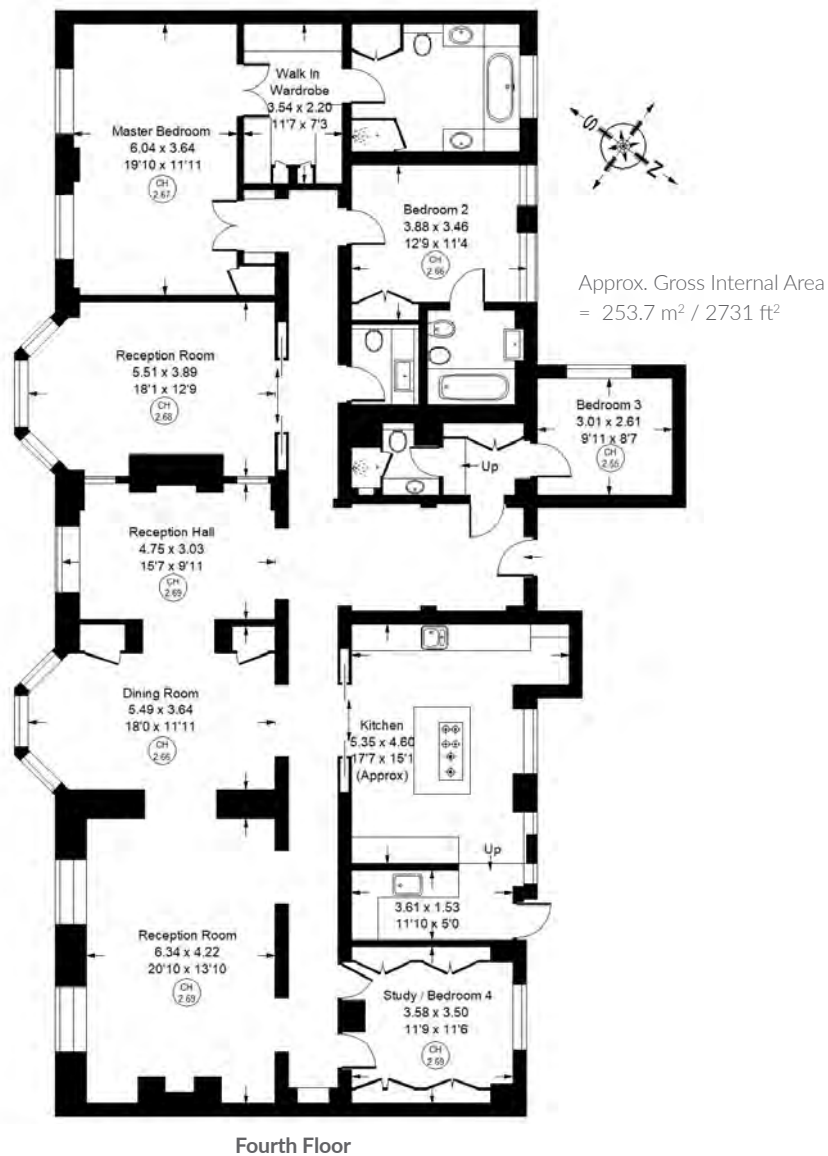 Walk In
Wardrobe
3.54 x 2.20
11'7 x 7'3
Master Bedroom
6.04 x 3.64
19'10 x 11'11
CH
2.67
S
N
Bedroom 2
3.88 x 3.46
12'9 x 11'4
CH
2.66
Approx. Gross Internal Area
= 253.7 m² / 2731 ft²
Reception Room
5.51 x 3.89
18'1 x 12'9
CH
2.68
Bedroom 3
3.01 x 2.61
9'11 x 8'7
CH
Up
Reception Hall
4.75 x 3.03
15'7 x 9'11
CH
2.69
Dining Room
5.49 x 3.64
18'0 x 11'11
CH
2.66
Kitchen
5.35 x 4.60
17'7 x 15'1
(Approx)
Up
3.61 x 1.53
11'10 x 5'0
Reception Room
6.34 x 4.22
20'10 x 13'10
CH
2.69
Study / Bedroom 4
3.58 x 3.50
11'9 x 11'6
CH
2.69
Fourth Floor